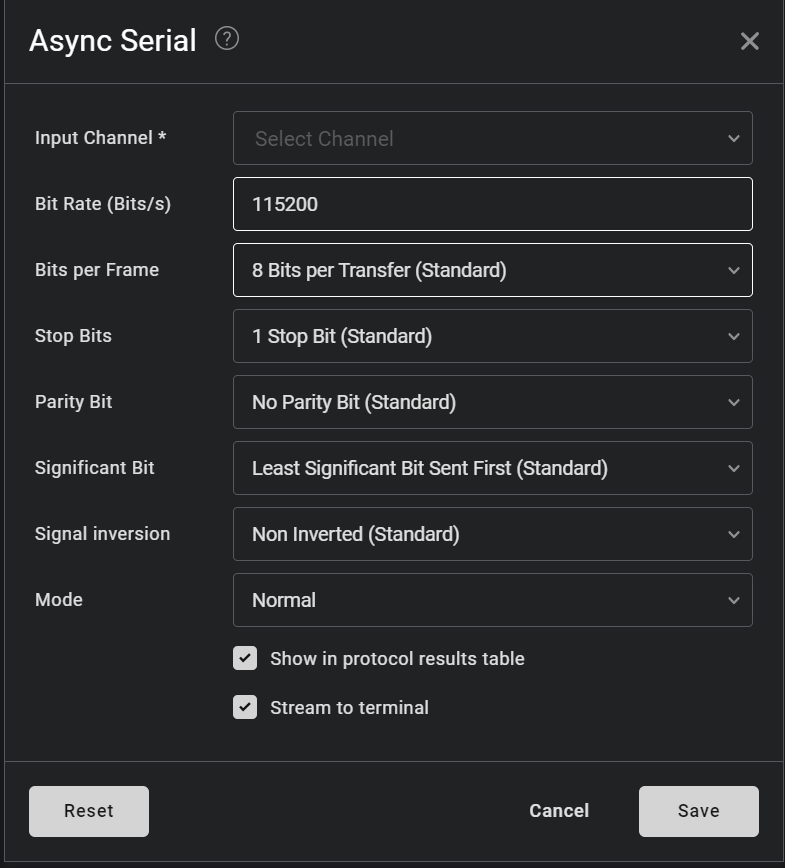 Async Serial ?
Input Channel * Select Channel
Bit Rate (Bits/s) 115200
Bits per Frame 8 Bits per Transfer (Standard)
Stop Bits 1 Stop Bit (Standard)
Parity Bit No Parity Bit (Standard)
Significant Bit Least Significant Bit Sent First (Standard)
Signal inversion Non Inverted (Standard)
Mode Normal
Show in protocol results table
Stream to terminal
Reset Cancel Save